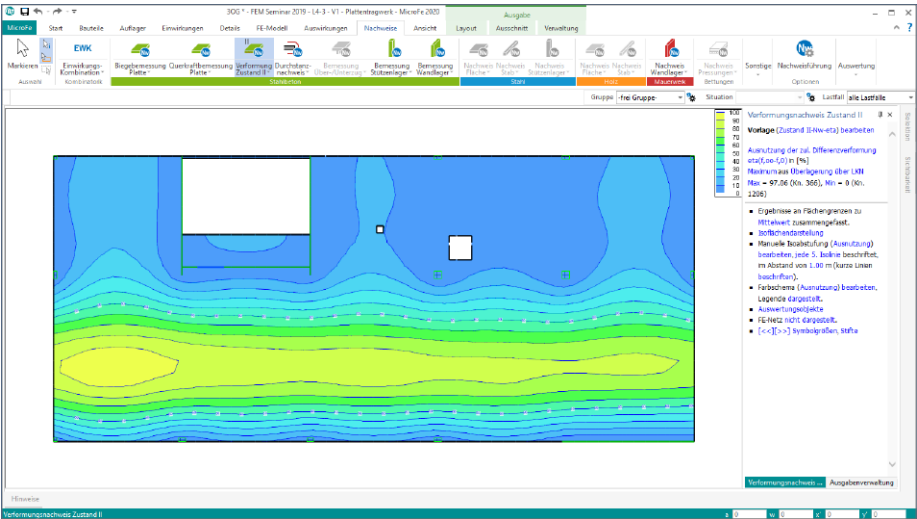 3OG * - FEM Seminar 2019 - L4-3 - V1 - Plattentragwerk - MicroFe 2020
Ausgabe
MicroFe Start Bauteile Auflager Einwirkungen Details FE-Modell Auswirkungen Nachweise Ansicht Layout Ausschnitt Verwaltung
EWK
Markieren Einwirkungs- Kombination Biegebemessung Platte Querkraftbemessung Platte Verformung Zustand II Durchstanz- nachweis Bemessung Über-/Unterzug Bemessung Stützenlager Bemessung Wandlager Nachweis Fläche Nachweis Stab Nachweis Stützenlager Nachweis Fläche Nachweis Stab Nachweis Wandlager Nachweis Pressungen Sonstige Nachweisführung Auswertung
Auswahl Kombinatorik Stahlbeton Stahl Holz Mauerwerk Bettungen Optionen
Gruppe -frei Gruppe- Situation Lastfall alle Lastfälle
100
90
80
70
60
50
40
30
20
10
0
Verformungsnachweis Zustand II
Vorlage (Zustand II-Nw-eta) bearbeiten
Ausnutzung der zul. Differenzverformung
eta(f,oo-f,0) in [%]
Maximum aus Überlagerung über LKN
Max = 97.06 (Kn. 366), Min = 0 (Kn.
1206)
Ergebnisse an Flächengrenzen zu
Mittelwert zusammengefasst.
Isoflächendarstellung
Manuelle Isoabstufung (Ausnutzung)
bearbeiten, jede 5. Isolinie beschriftet,
im Abstand von 1.00 m (kurze Linien
beschriften).
Farbschema (Ausnutzung) bearbeiten,
Legende dargestellt.
Auswertungsobjekte
FE-Netz nicht dargestellt.
[<<][>>] Symbolgrößen, Stifte
Verformungsnachweis ... Ausgabenverwaltung
Hinweise
Verformungsnachweis Zustand II
z 0 w 0 x' 0 y' 0